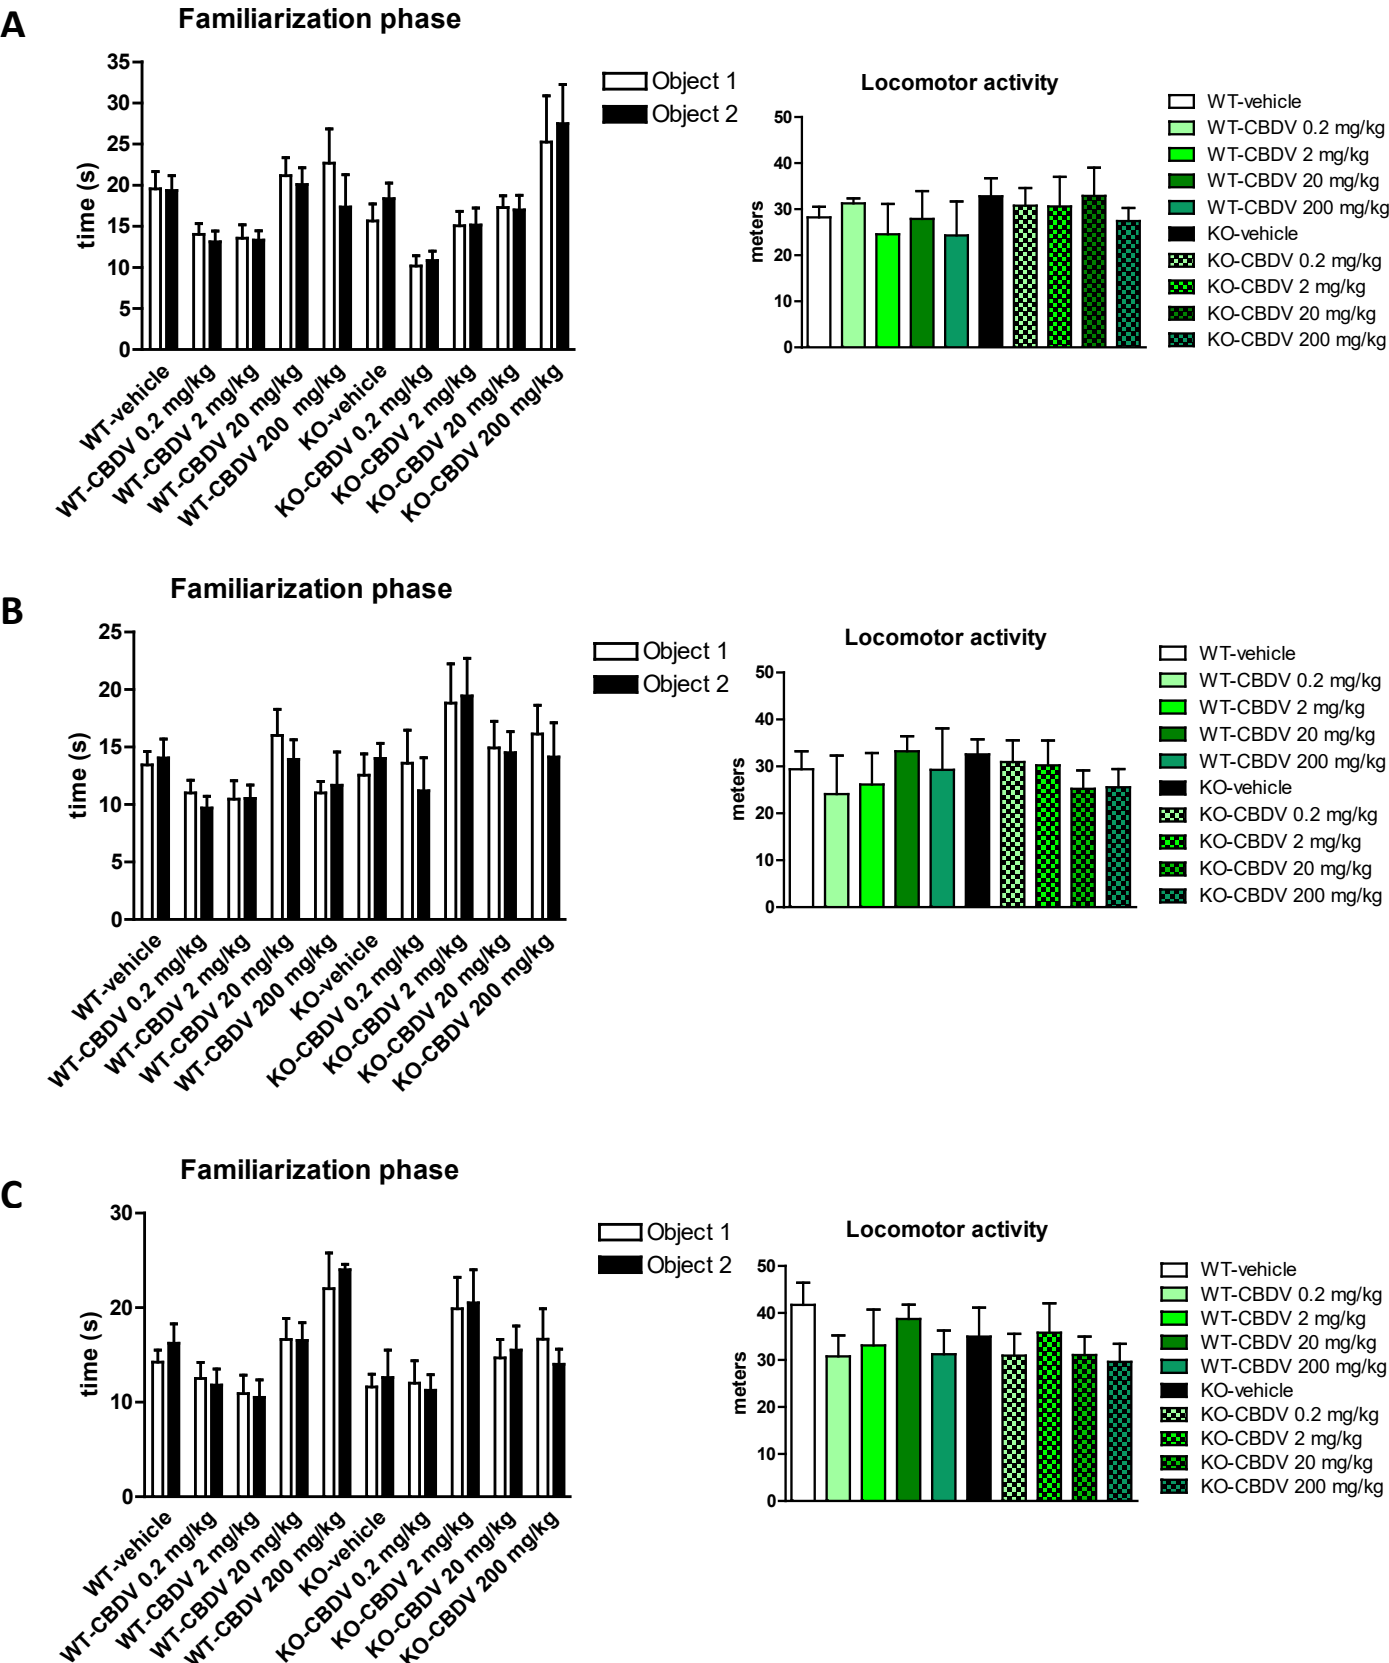 A
Familiarization phase
35
30
25
20
15
10
5
0
time (s)
Object 1
Object 2
WT-vehicle
WT-CBDV 0.2 mg/kg
WT-CBDV 2 mg/kg
WT-CBDV 20 mg/kg
WT-CBDV 200 mg/kg
KO-vehicle
KO-CBDV 0.2 mg/kg
KO-CBDV 2 mg/kg
KO-CBDV 20 mg/kg
KO-CBDV 200 mg/kg
Locomotor activity
50
40
30
20
10
0
meters
WT-vehicle
WT-CBDV 0.2 mg/kg
WT-CBDV 2 mg/kg
WT-CBDV 20 mg/kg
WT-CBDV 200 mg/kg
KO-vehicle
KO-CBDV 0.2 mg/kg
KO-CBDV 2 mg/kg
KO-CBDV 20 mg/kg
KO-CBDV 200 mg/kg
B
Familiarization phase
25
20
15
10
5
0
time (s)
Object 1
Object 2
WT-vehicle
WT-CBDV 0.2 mg/kg
WT-CBDV 2 mg/kg
WT-CBDV 20 mg/kg
WT-CBDV 200 mg/kg
KO-vehicle
KO-CBDV 0.2 mg/kg
KO-CBDV 2 mg/kg
KO-CBDV 20 mg/kg
KO-CBDV 200 mg/kg
Locomotor activity
50
40
30
20
10
0
meters
WT-vehicle
WT-CBDV 0.2 mg/kg
WT-CBDV 2 mg/kg
WT-CBDV 20 mg/kg
WT-CBDV 200 mg/kg
KO-vehicle
KO-CBDV 0.2 mg/kg
KO-CBDV 2 mg/kg
KO-CBDV 20 mg/kg
KO-CBDV 200 mg/kg
C
Familiarization phase
30
20
10
0
time (s)
Object 1
Object 2
WT-vehicle
WT-CBDV 0.2 mg/kg
WT-CBDV 2 mg/kg
WT-CBDV 20 mg/kg
WT-CBDV 200 mg/kg
KO-vehicle
KO-CBDV 0.2 mg/kg
KO-CBDV 2 mg/kg
KO-CBDV 20 mg/kg
KO-CBDV 200 mg/kg
Locomotor activity
50
40
30
20
10
0
meters
WT-vehicle
WT-CBDV 0.2 mg/kg
WT-CBDV 2 mg/kg
WT-CBDV 20 mg/kg
WT-CBDV 200 mg/kg
KO-vehicle
KO-CBDV 0.2 mg/kg
KO-CBDV 2 mg/kg
KO-CBDV 20 mg/kg
KO-CBDV 200 mg/kg